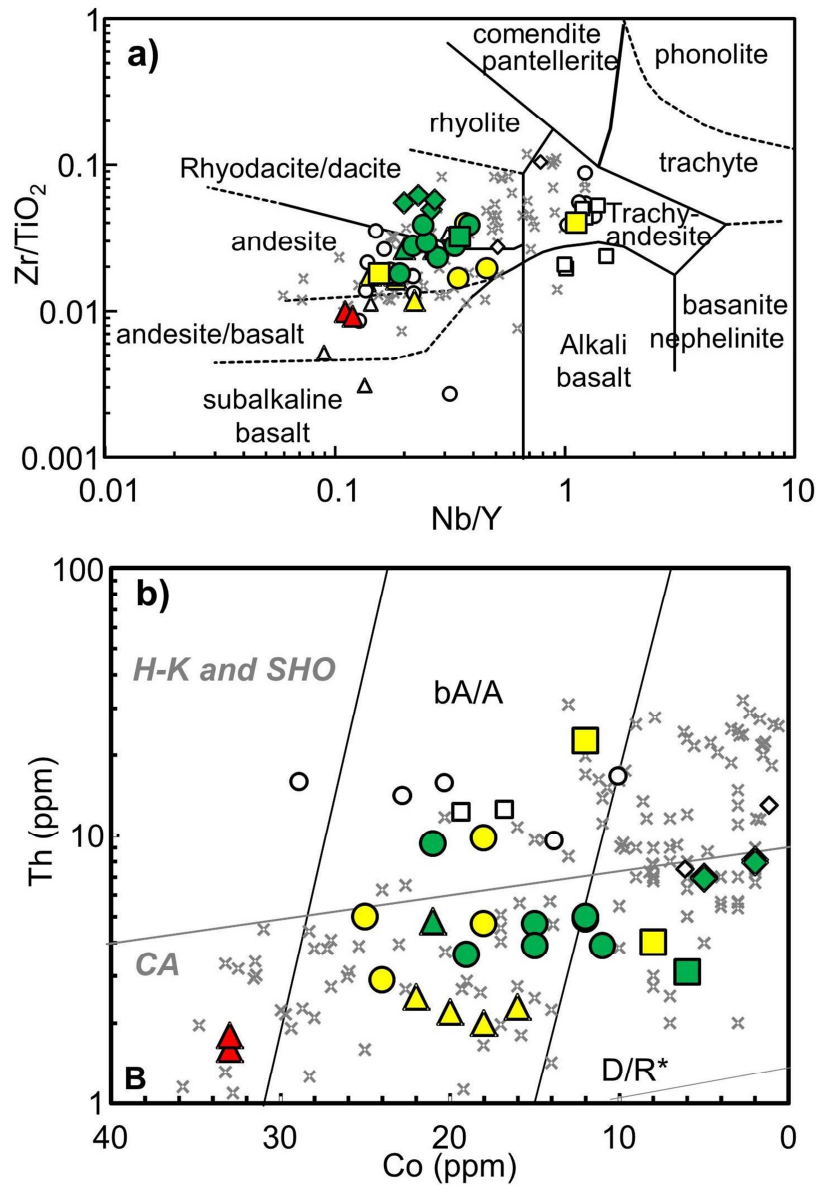 a)
1
0.1
0.01
0.001
Zr/TiO2
comendite
pantellerite
phonolite
rhyolite
Rhyodacite/dacite
trachyte
andesite
Trachy-
andesite
andesite/basalt
basanite
nephelinite
Alkali
basalt
subalkaline
basalt
0.01
0.1
1
10
Nb/Y
b)
100
10
1
Th (ppm)
H-K and SHO
bA/A
CA
B
D/R*
40
30
20
10
0
Co (ppm)